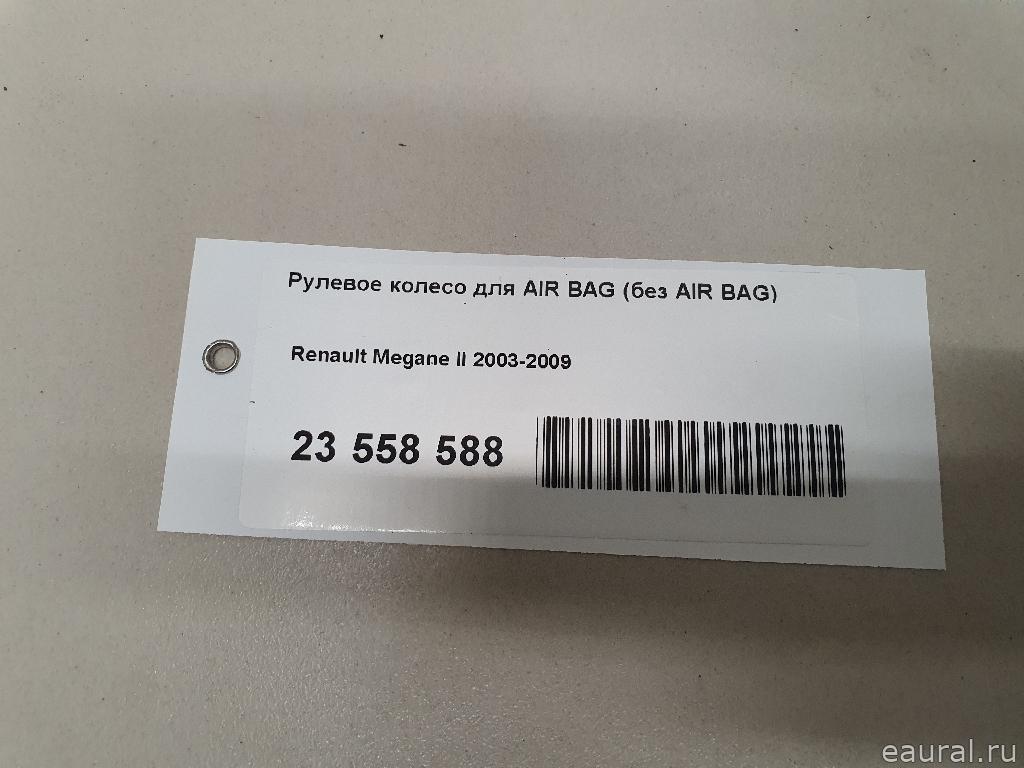 Рулевое колесо для AIR BAG (без AIR BAG)
Renault Megane II 2003-2009
23 558 588
eaural.ru